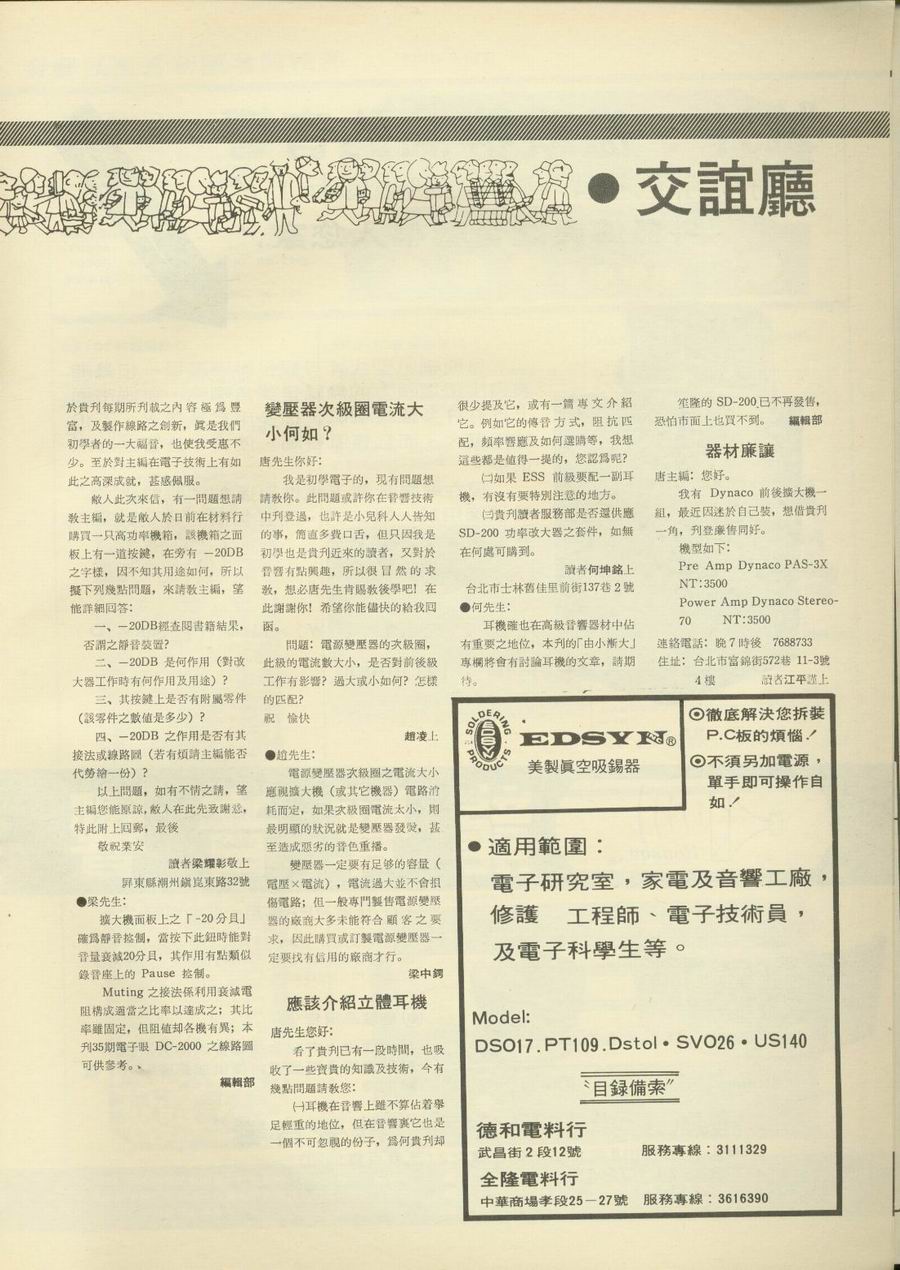 ●交誼廳
於貴刊每期所刋載之內容極爲豐
富，及製作線路之創新，眞是我們
初學者的一大福音，也使我受惠不
少。至於對主編在電子技術上有如
此之高深成就，甚感佩服。
敝人此次來信，有一問題想請
敎主編，就是敝人於日前在材料行
購買一只高功率機箱，該機箱之面
板上有一道按鍵，在旁有 －20DB
之字樣，因不知其用途如何，所以
擬下列幾點問題，來請敎主編，望
能詳細回答：
一、－20DB經查閱書籍結果，
否謂之靜音裝置？
二、－20DB 是何作用（對改
大器工作時有何作用及用途）？
三、其按鍵上是否有附屬零件
（該零件之數值是多少）？
四、－20DB 之作用是否有其
接法或線路圖（若有煩請主編能否
代勞繪一份）？
以上問題，如有不情之請，望
主編您能原諒，敝人在此先致謝意，
特此附上回郵，最後
敬祝業安
讀者梁耀彰敬上
屛東縣潮州鎭崑東路32號
●梁先生：
擴大機面板上之「-20分貝」
確爲靜音控制，當按下此鈕時能對
音量衰減20分貝，其作用有點類似
錄音座上的 Pause 控制。
Muting 之接法係利用衰減電
阻構成適當之比率以達成之；其比
率雖固定，但阻值却各機有異；本
刋35期電子眼 DC-2000 之線路圖
可供參考。
編輯部
變壓器次級圈電流大
小何如？
唐先生你好：
我是初學電子的，現有問題想
請敎你。此問題或許你在音響技術
中刋登過，也許是小兒科人人皆知
的事，簡直多費口舌，但只因我是
初學也是貴刋近來的讀者，又對於
音響有點興趣，所以很冒然的求
敎，想必唐先生肯賜敎後學吧！在
此謝謝你！希望你能儘快的給我囘
函。
問題：電源變壓器的次級圈，
此級的電流數大小，是否對前後級
工作有影響？過大或小如何？怎樣
的匹配？
祝 愉快
趙凌上
●趙先生：
電源變壓器次級圈之電流大小
應視擴大機（或其它機器）電路消
耗而定，如果次級圈電流太小，則
最明顯的狀況就是變壓器發燙，甚
至造成惡劣的音色重播。
變壓器一定要有足够的容量（
電壓×電流），電流過大並不會損
傷電路；但一般專門製售電源變壓
器的廠商大多未能符合顧客之要
求，因此購買或訂製電源變壓器一
定要找有信用的廠商才行。
梁中鍔
應該介紹立體耳機
唐先生您好：
看了貴刋已有一段時間，也吸
收了一些寶貴的知識及技術，今有
幾點問題請敎您：
㈠耳機在音響上雖不算佔着舉
足輕重的地位，但在音響裏它也是
一個不可忽視的份子，爲何貴刋却
很少提及它，或有一篇專文介紹
它。例如它的傳音方式，阻抗匹
配，頻率響應及如何選購等，我想
這些都是値得一提的，您認爲呢？
㈡如果 ESS 前級要配一副耳
機，有沒有要特別注意的地方。
㈢貴刋讀者服務部是否還供應
SD-200 功率改大器之套件，如無
在何處可購到。
讀者何坤銘上
台北市士林舊佳里前街137巷2號
●何先生：
耳機確也在高級音響器材中佔
有重要之地位，本刋的「由小漸大」
專欄將會有討論耳機的文章，請期
待。
笙隆的 SD-200 已不再發售，
恐怕市面上也買不到。 編輯部
器材廉讓
唐主編：您好。
我有 Dynaco 前後擴大機一
組，最近因迷於自己裝，想借貴刋
一角，刋登廉售同好。
機型如下：
Pre Amp Dynaco PAS-3X
NT:3500
Power Amp Dynaco Stereo-
70 NT:3500
連絡電話：晚7時後 7688733
住址：台北市富錦街572巷 11-3號
4樓 讀者江平謹上
SOLDERING
EDSYN
PRODUCTS
EDSYN®
美製眞空吸錫器
◎徹底解決您拆裝
P.C板的煩惱！
◎不須另加電源，
單手即可操作自
如！
●適用範圍：
電子研究室，家電及音響工廠，
修護 工程師、電子技術員，
及電子科學生等。
Model:
DSO17.PT109.Dstol•SVO26•US140
〝目録備索〞
德和電料行
武昌街2段12號 服務專線：3111329
全隆電料行
中華商場孝段25－27號 服務專線：3616390